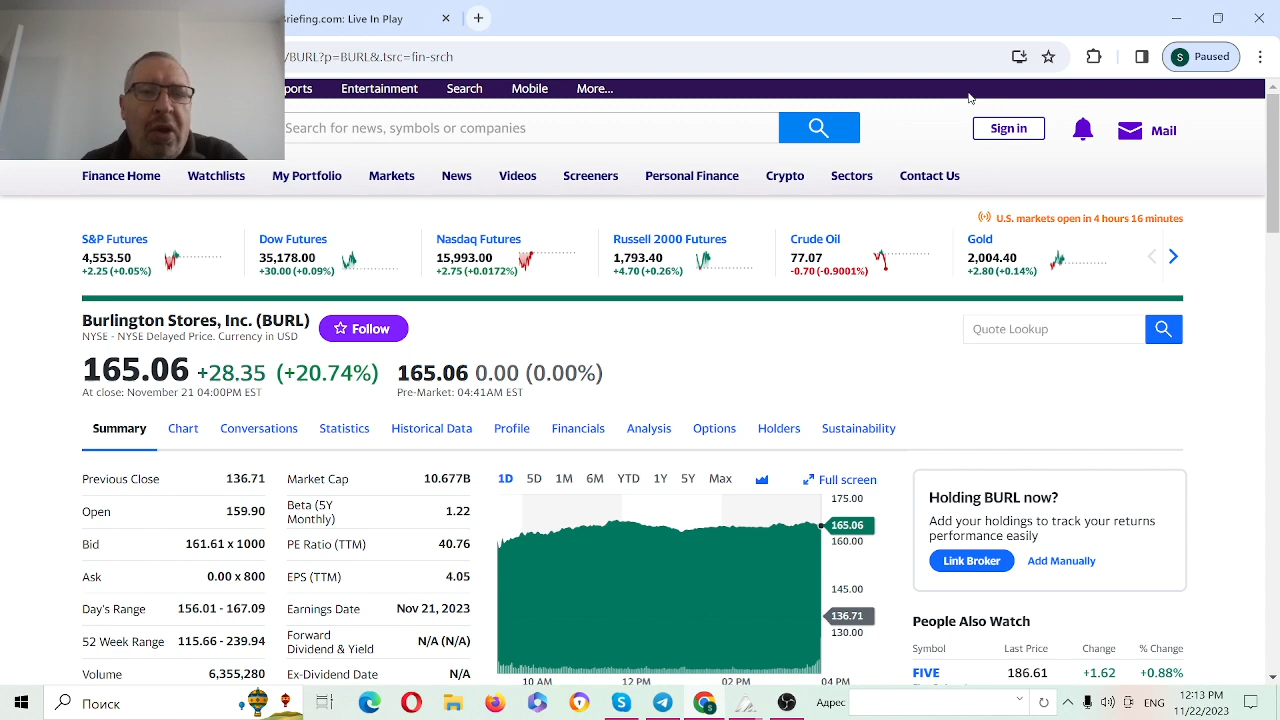 Briefing.com: Live In Play
/BURL?p=BURL&.tsrc=fin-srch
S Paused
ports Entertainment Search Mobile More...
Search for news, symbols or companies
Sign in
Mail
Finance Home Watchlists My Portfolio Markets News Videos Screeners Personal Finance Crypto Sectors Contact Us
U.S. markets open in 4 hours 16 minutes
S&P Futures
4,553.50
+2.25 (+0.05%)
Dow Futures
35,178.00
+30.00 (+0.09%)
Nasdaq Futures
15,993.00
+2.75 (+0.0172%)
Russell 2000 Futures
1,793.40
+4.70 (+0.26%)
Crude Oil
77.07
-0.70 (-0.9001%)
Gold
2,004.40
+2.80 (+0.14%)
Burlington Stores, Inc. (BURL)
Follow
NYSE - NYSE Delayed Price. Currency in USD
Quote Lookup
165.06 +28.35 (+20.74%)
At close: November 21 04:00PM EST
165.06 0.00 (0.00%)
Pre-Market: 04:41AM EST
Summary Chart Conversations Statistics Historical Data Profile Financials Analysis Options Holders Sustainability
Previous Close 136.71
Open 159.90
Bid 161.61 x 1000
Ask 0.00 x 800
Day's Range 156.01 - 167.09
52 Week Range 115.66 - 239.94
6,355,280
Market Cap 10.677B
Beta (5Y Monthly) 1.22
PE Ratio (TTM) 40.76
EPS (TTM) 4.05
Earnings Date Nov 21, 2023
Forward Dividend & Yield N/A (N/A)
Ex-Dividend Date N/A
1D 5D 1M 6M YTD 1Y 5Y Max
Full screen
175.00
165.06
160.00
145.00
136.71
130.00
10 AM 12 PM 02 PM 04 PM
Holding BURL now?
Add your holdings to track your returns
performance easily
Link Broker Add Manually
People Also Watch
Symbol Last Price Change % Change
FIVE 186.61 +1.62 +0.88%
Поиск
Адрес
ENG
12:13 PM
11/22/2023